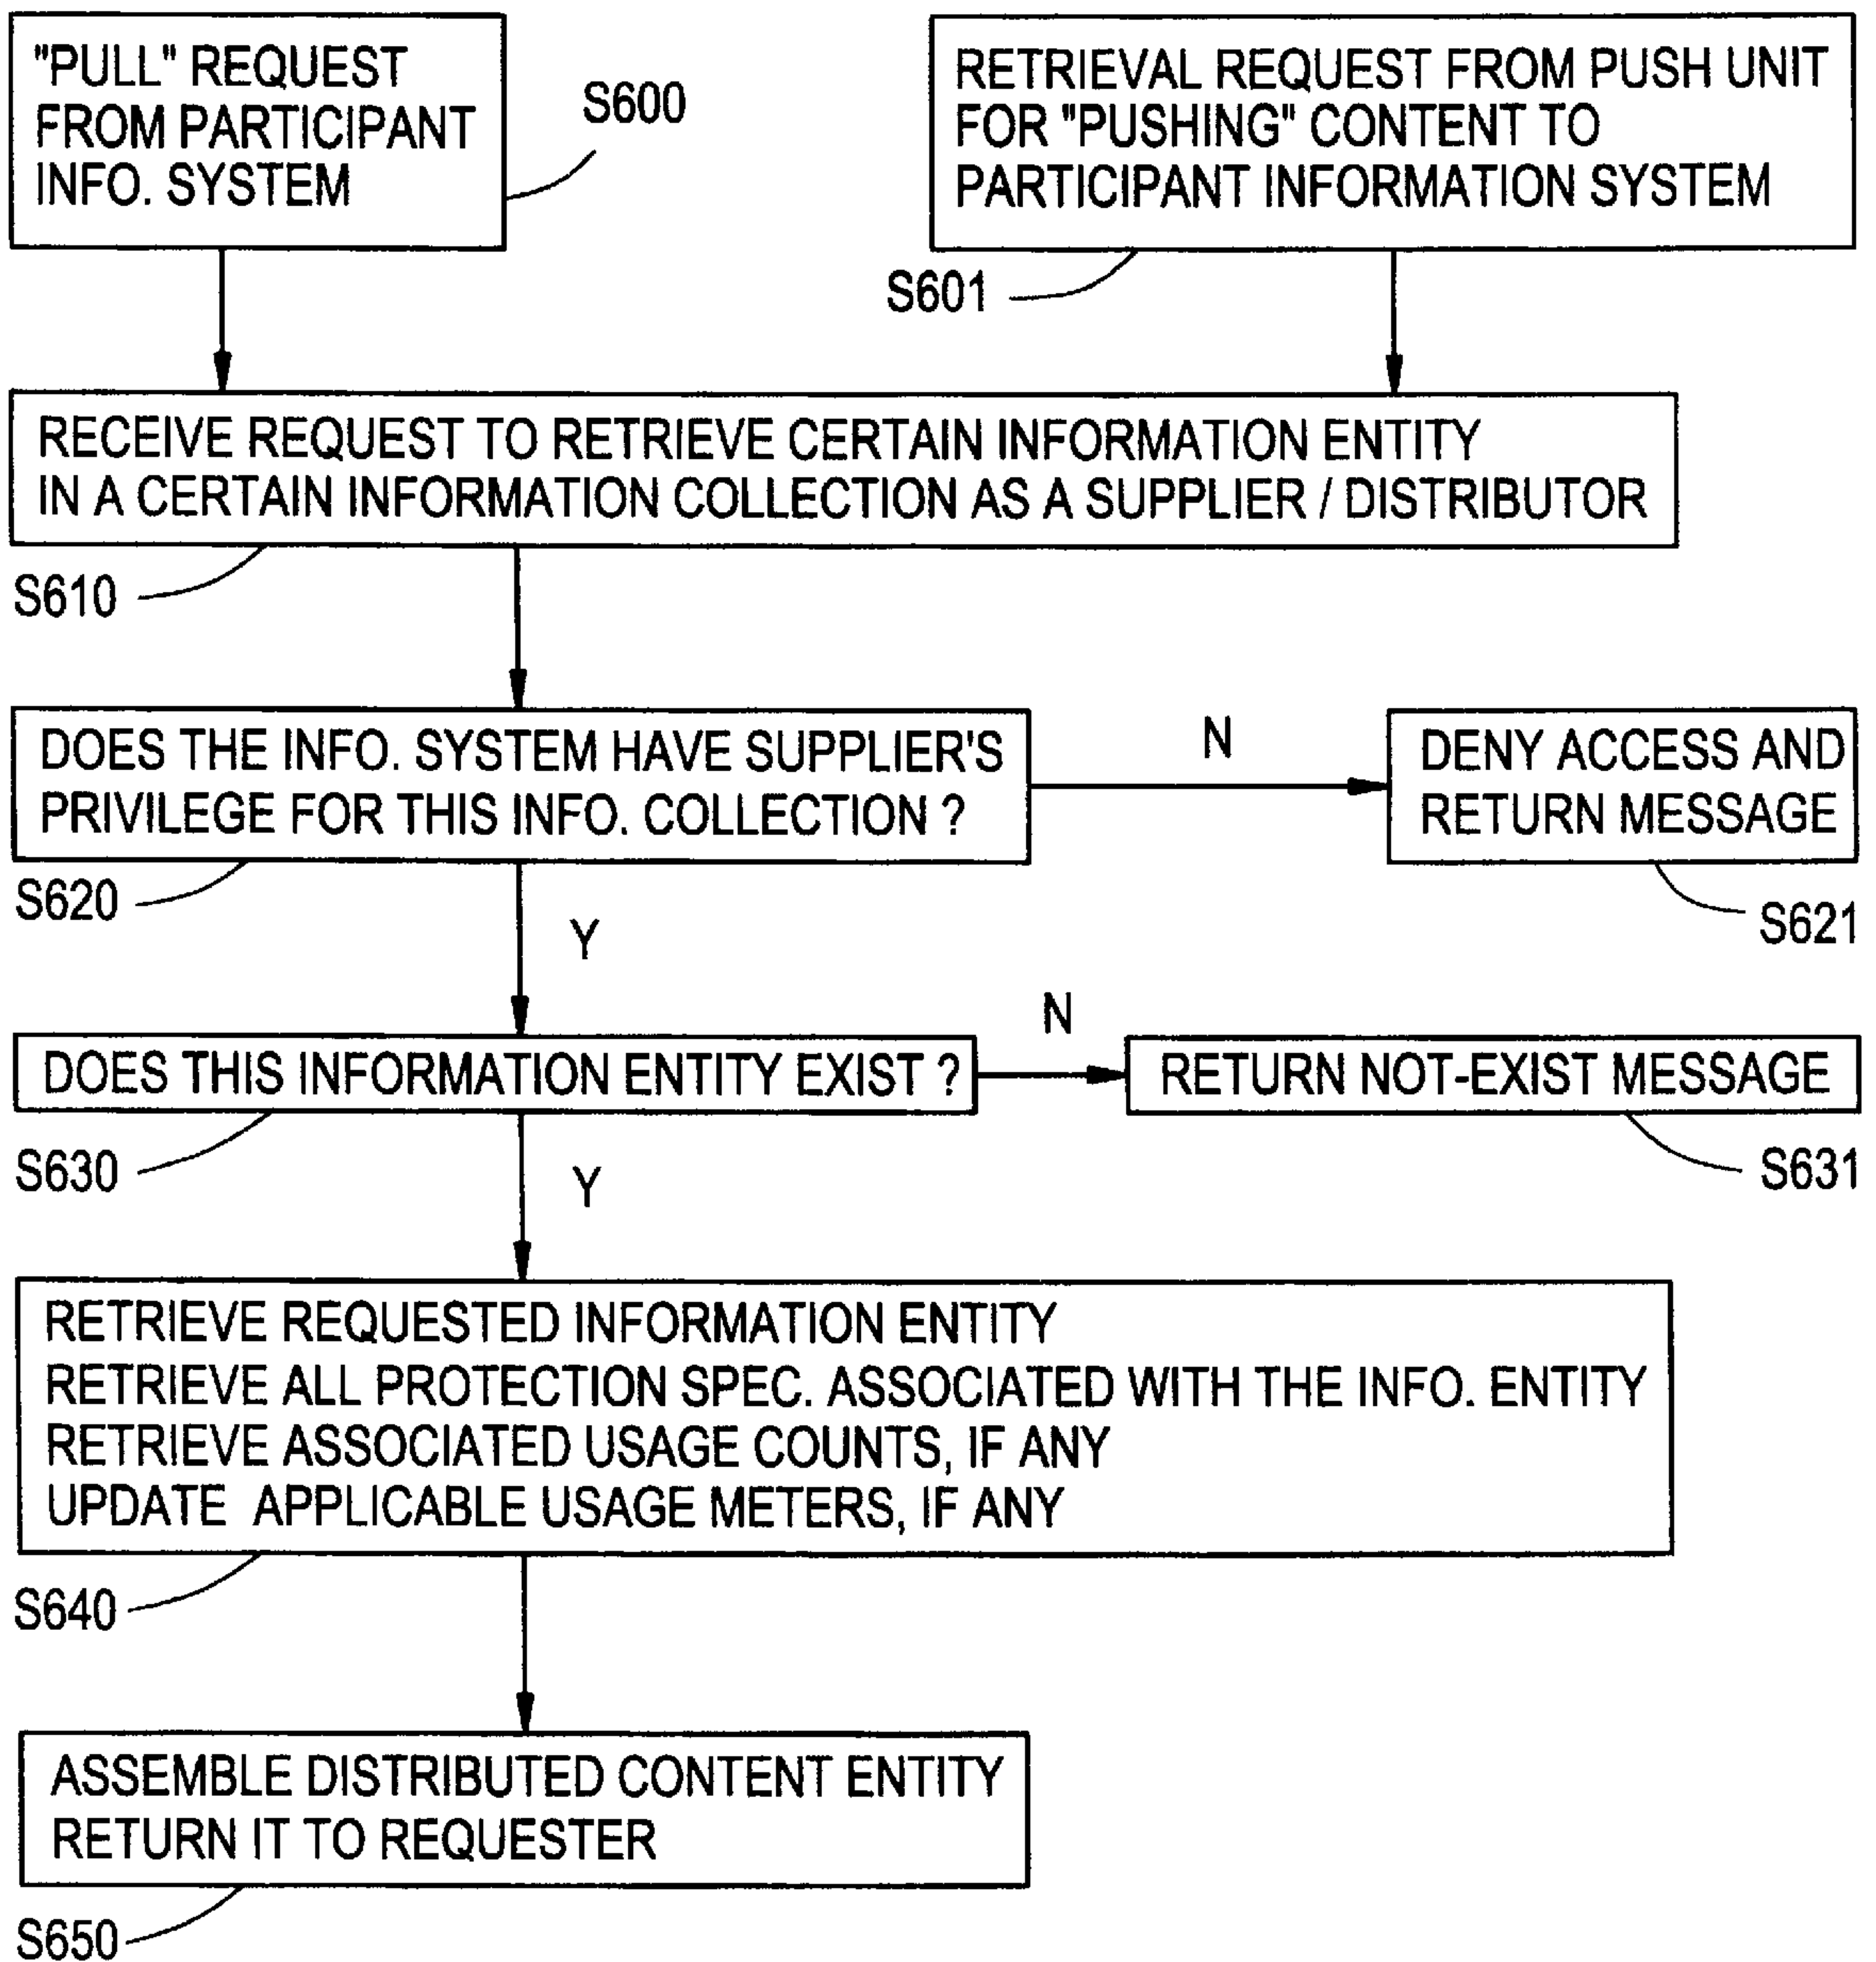 "PULL" REQUEST
FROM PARTICIPANT
INFO. SYSTEM
S600
RETRIEVAL REQUEST FROM PUSH UNIT
FOR "PUSHING" CONTENT TO
PARTICIPANT INFORMATION SYSTEM
S601
RECEIVE REQUEST TO RETRIEVE CERTAIN INFORMATION ENTITY
IN A CERTAIN INFORMATION COLLECTION AS A SUPPLIER / DISTRIBUTOR
S610
DOES THE INFO. SYSTEM HAVE SUPPLIER'S
PRIVILEGE FOR THIS INFO. COLLECTION ?
S620
N
DENY ACCESS AND
RETURN MESSAGE
S621
Y
DOES THIS INFORMATION ENTITY EXIST ?
S630
N
RETURN NOT-EXIST MESSAGE
S631
Y
RETRIEVE REQUESTED INFORMATION ENTITY
RETRIEVE ALL PROTECTION SPEC. ASSOCIATED WITH THE INFO. ENTITY
RETRIEVE ASSOCIATED USAGE COUNTS, IF ANY
UPDATE APPLICABLE USAGE METERS, IF ANY
S640
ASSEMBLE DISTRIBUTED CONTENT ENTITY
RETURN IT TO REQUESTER
S650